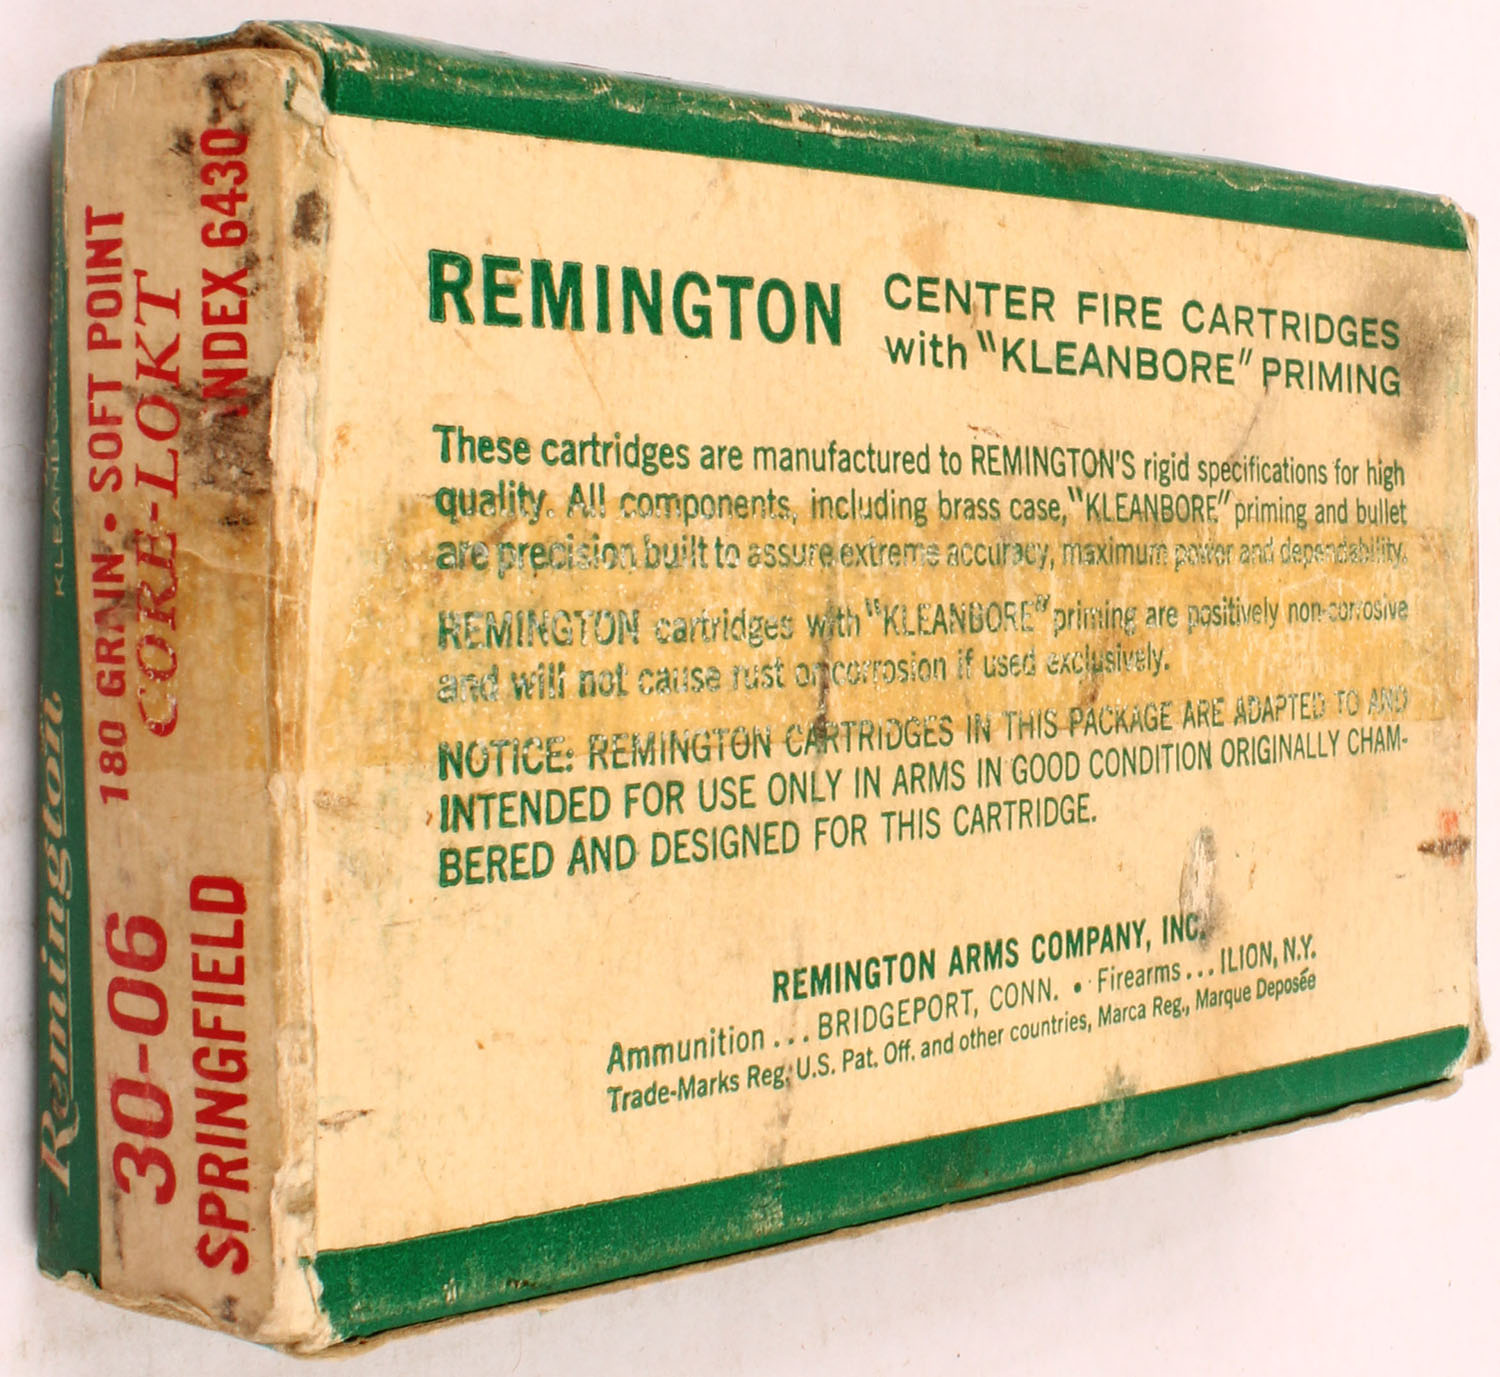 REMINGTON
CENTER FIRE CARTRIDGES
with "KLEANBORE" PRIMING
These cartridges are manufactured to REMINGTON'S rigid specifications for high
quality. All components, including brass case, "KLEANBORE" priming and bullet
are precision built to assure extreme accuracy, maximum power and dependability.
REMINGTON cartridges with "KLEANBORE" priming are positively non-corrosive
and will not cause rust or corrosion if used exclusively.
NOTICE: REMINGTON CARTRIDGES IN THIS PACKAGE ARE ADAPTED TO AND
INTENDED FOR USE ONLY IN ARMS IN GOOD CONDITION ORIGINALLY CHAM-
BERED AND DESIGNED FOR THIS CARTRIDGE.
REMINGTON ARMS COMPANY, INC.
Ammunition . . . BRIDGEPORT, CONN. • Firearms . . . ILION, N.Y.
Trade-Marks Reg. U.S. Pat. Off. and other countries, Marca Reg., Marque Deposée
30-06
SPRINGFIELD
180 GRAIN • SOFT POINT
CORE-LOKT
INDEX 6430
Remington